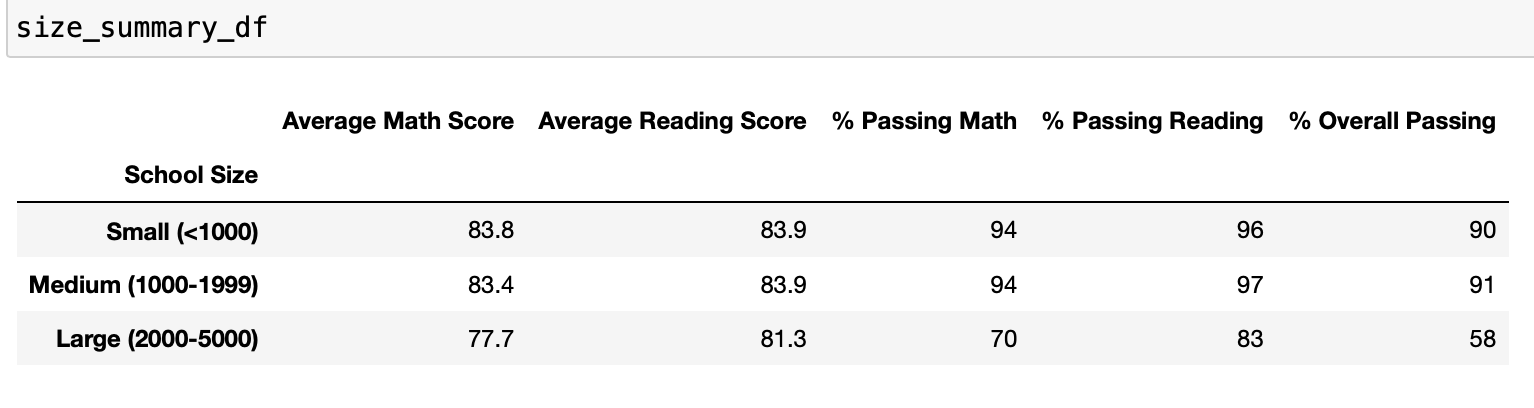 size_summary_df
Average Math Score Average Reading Score % Passing Math % Passing Reading % Overall Passing
School Size
Small (<1000) 83.8 83.9 94 96 90
Medium (1000-1999) 83.4 83.9 94 97 91
Large (2000-5000) 77.7 81.3 70 83 58